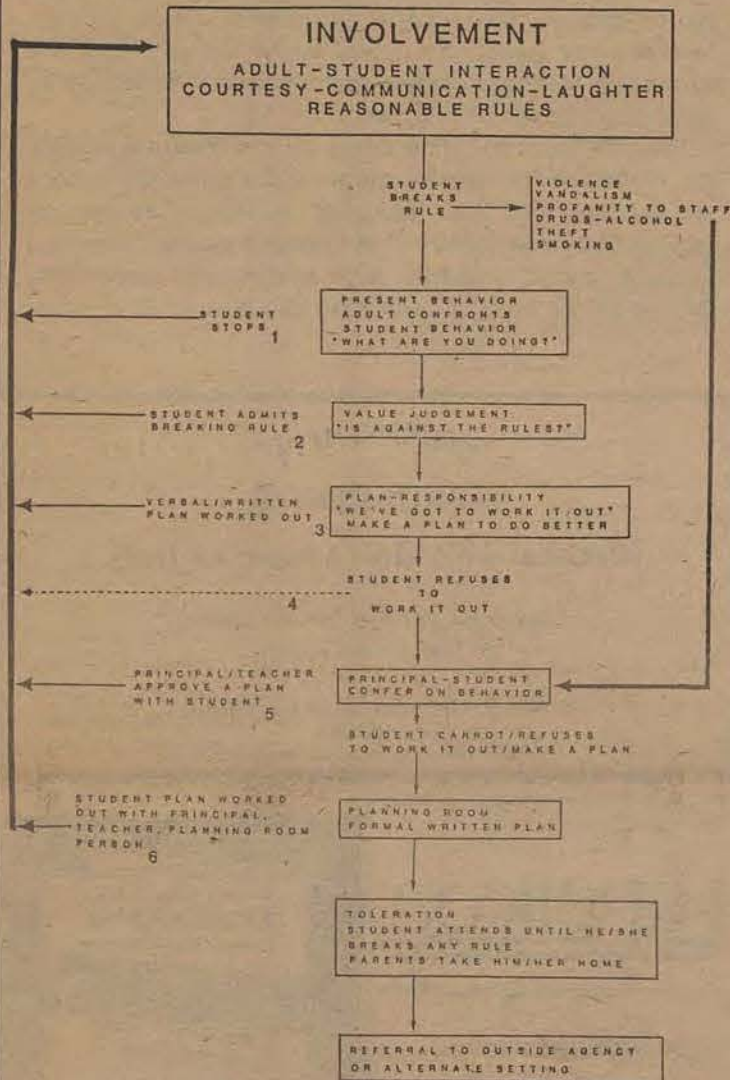 INVOLVEMENT
ADULT-STUDENT INTERACTION
COURTESY-COMMUNICATION-LAUGHTER
REASONABLE RULES
STUDENT
BREAKS
RULE
VIOLENCE
VANDALISM
PROFANITY TO STAFF
DRUGS-ALCOHOL
THEFT
SMOKING
STUDENT
STOPS
1
PRESENT BEHAVIOR
ADULT CONFRONTS
STUDENT BEHAVIOR
"WHAT ARE YOU DOING?"
STUDENT ADMITS
BREAKING RULE
2
VALUE JUDGEMENT
"IS AGAINST THE RULES?"
VERBAL/WRITTEN
PLAN WORKED OUT
3
PLAN-RESPONSIBILITY
"WE'VE GOT TO WORK IT OUT"
MAKE A PLAN TO DO BETTER
4
STUDENT REFUSES
TO
WORK IT OUT
PRINCIPAL/TEACHER
APPROVE A PLAN
WITH STUDENT
5
PRINCIPAL-STUDENT
CONFER ON BEHAVIOR
STUDENT CANNOT/REFUSES
TO WORK IT OUT/MAKE A PLAN
STUDENT PLAN WORKED
OUT WITH PRINCIPAL,
TEACHER, PLANNING ROOM
PERSON
6
PLANNING ROOM
FORMAL WRITTEN PLAN
TOLERATION
STUDENT ATTENDS UNTIL HE/SHE
BREAKS ANY RULE
PARENTS TAKE HIM/HER HOME
REFERRAL TO OUTSIDE AGENCY
OR ALTERNATE SETTING